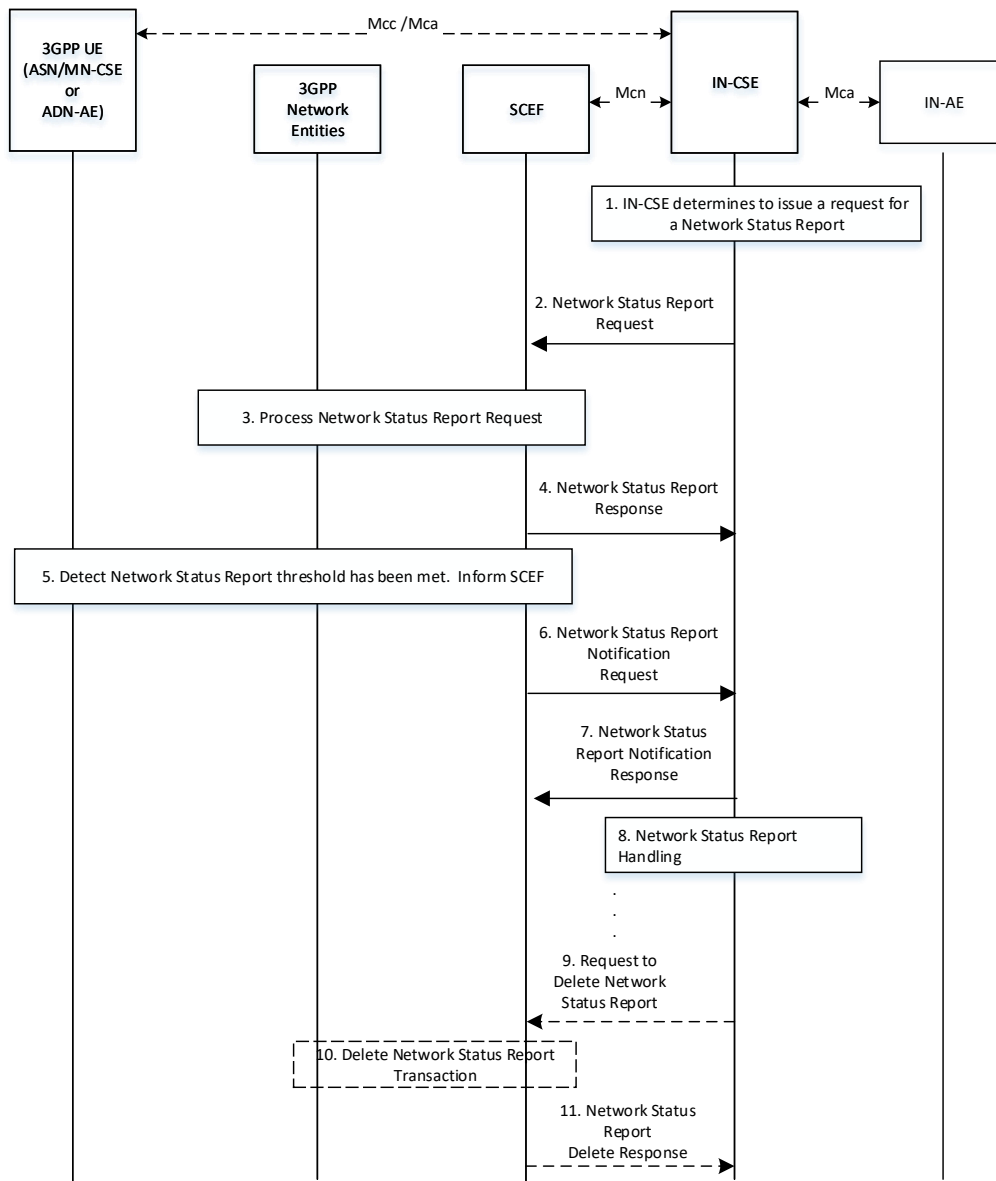 Mcc /Mca
3GPP UE
(ASN/MN-CSE
or
ADN-AE)
3GPP
Network
Entities
SCEF
Mcn
IN-CSE
Mca
IN-AE
1. IN-CSE determines to issue a request for
a Network Status Report
2. Network Status Report
Request
3. Process Network Status Report Request
4. Network Status Report
Response
5. Detect Network Status Report threshold has been met.  Inform SCEF
6. Network Status Report
Notification
Request
7. Network Status
Report Notification
Response
8. Network Status Report
Handling
.
.
.
9. Request to
Delete Network
Status Report
10. Delete Network Status Report
Transaction
11. Network Status
Report
Delete Response